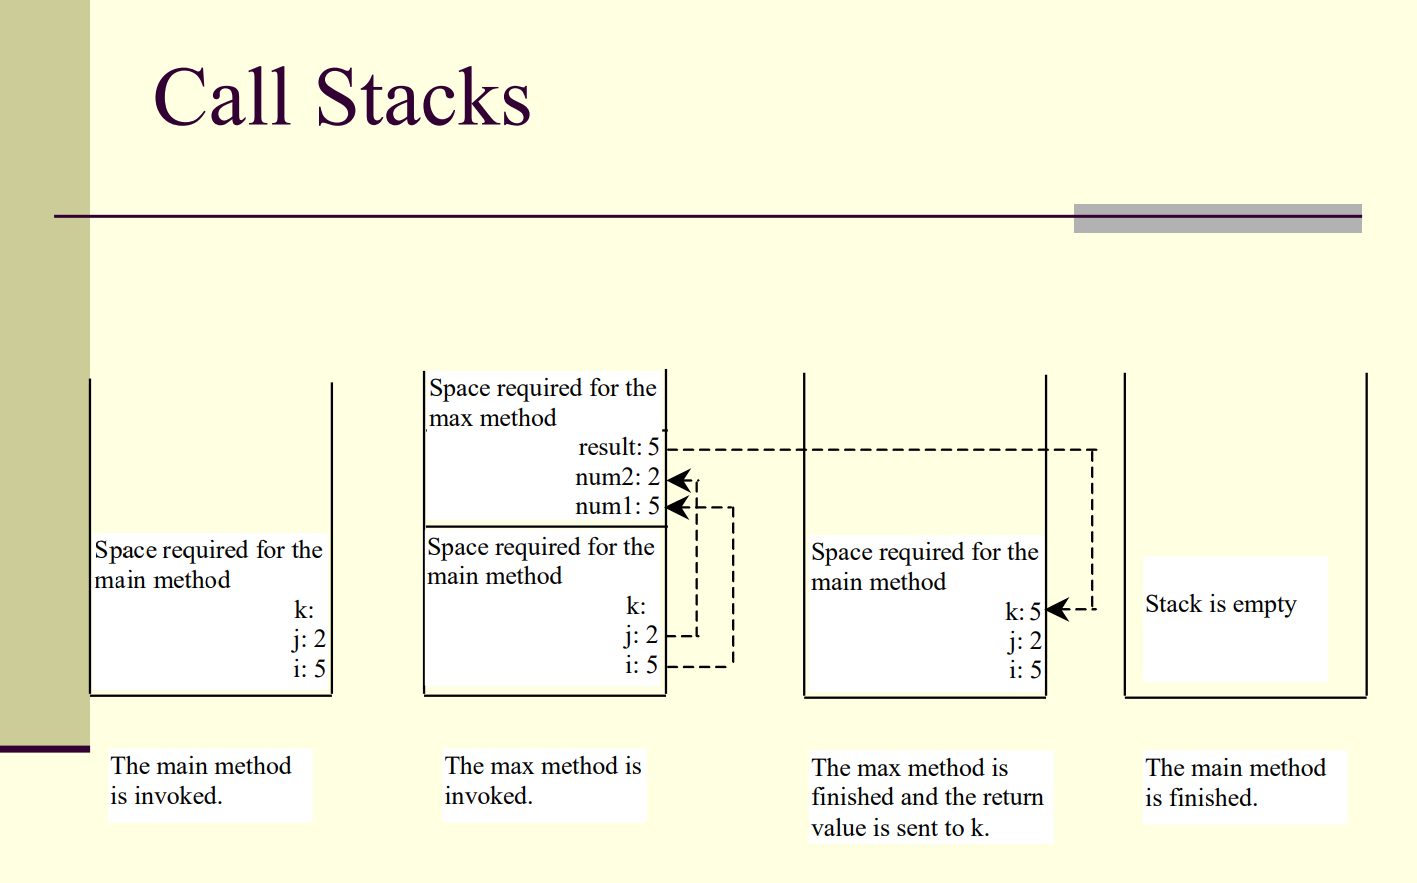 Call Stacks
Space required for the
main method
k:
j: 2
i: 5
The main method
is invoked.
Space required for the
max method
result: 5
num2: 2
num1: 5
Space required for the
main method
k:
j: 2
i: 5
The max method is
invoked.
Space required for the
main method
k: 5
j: 2
i: 5
The max method is
finished and the return
value is sent to k.
Stack is empty
The main method
is finished.